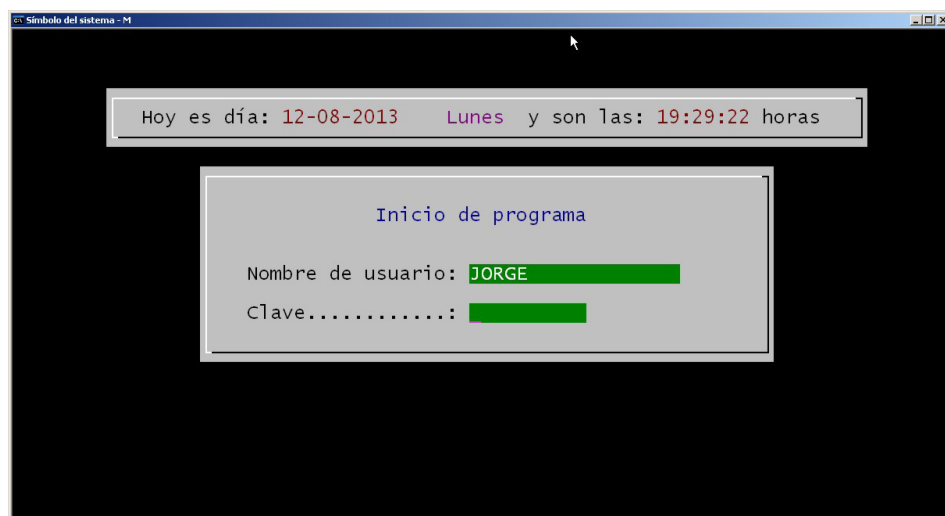 Símbolo del sistema - M
Hoy es día: 12-08-2013 Lunes y son las: 19:29:22 horas
Inicio de programa
Nombre de usuario: JORGE
Clave............: